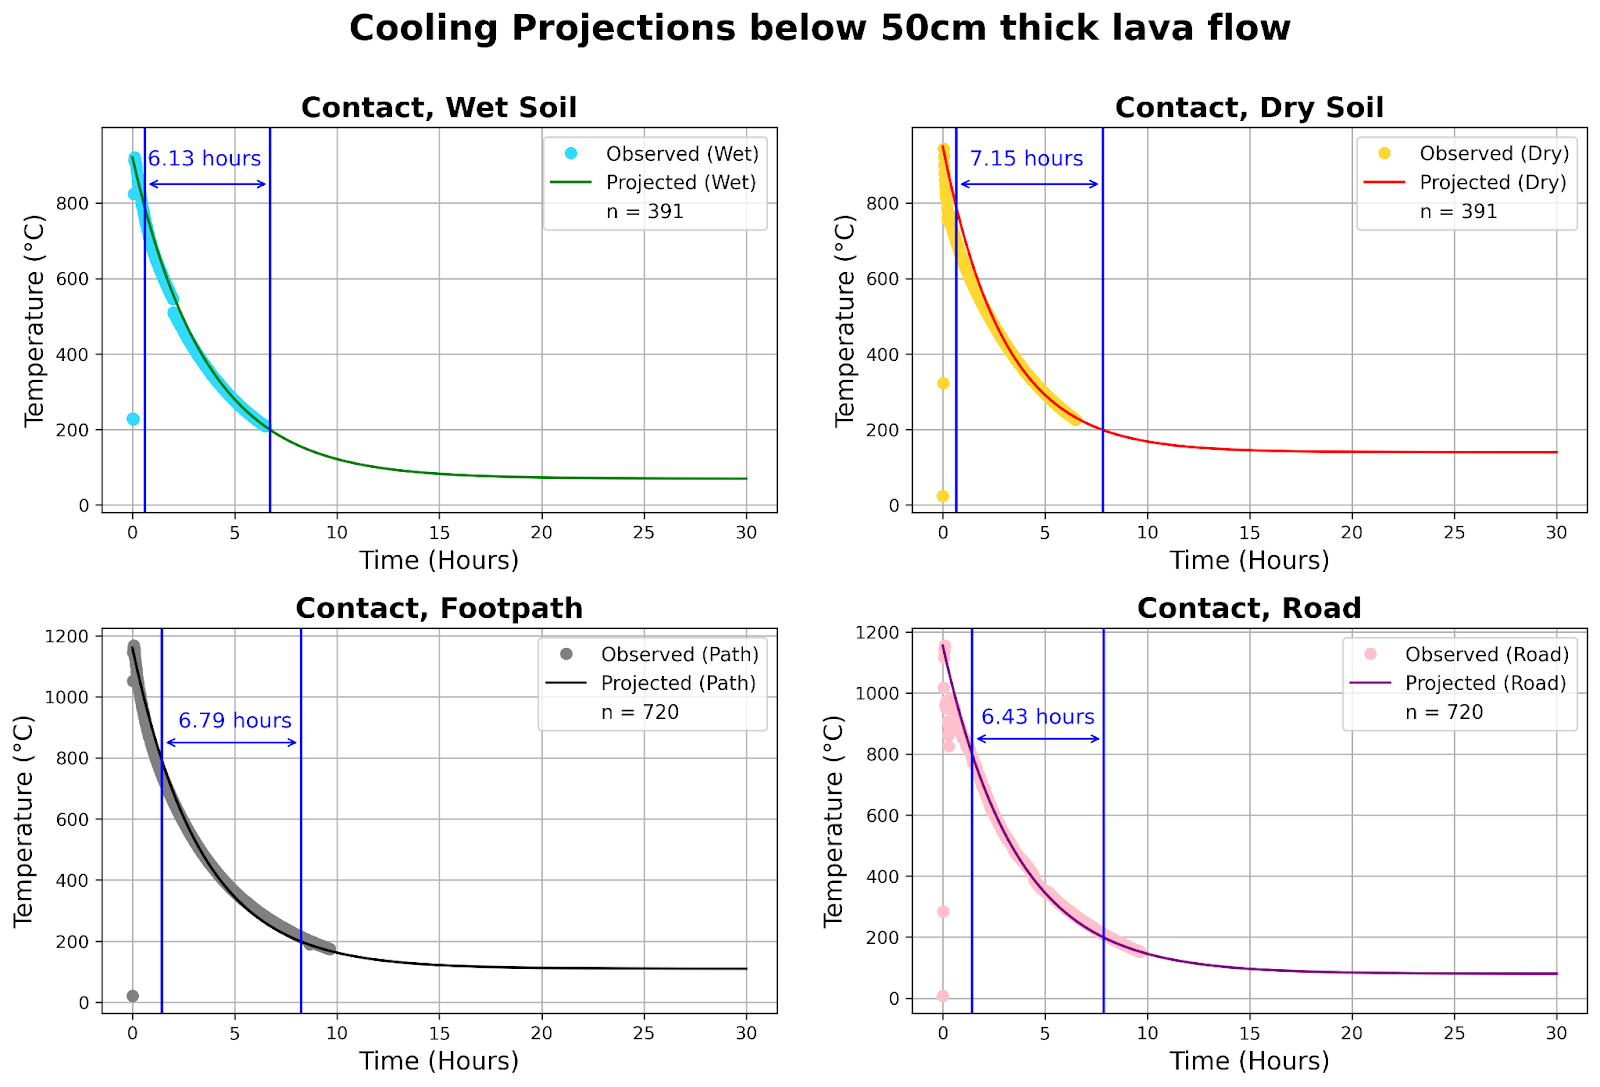 Cooling Projections below 50cm thick lava flow
Contact, Wet Soil
6.13 hours
Observed (Wet)
Projected (Wet)
n = 391
Temperature (°C)
800
600
400
200
0
0 5 10 15 20 25 30
Time (Hours)
Contact, Dry Soil
7.15 hours
Observed (Dry)
Projected (Dry)
n = 391
Temperature (°C)
800
600
400
200
0
0 5 10 15 20 25 30
Time (Hours)
Contact, Footpath
6.79 hours
Observed (Path)
Projected (Path)
n = 720
Temperature (°C)
1200
1000
800
600
400
200
0
0 5 10 15 20 25 30
Time (Hours)
Contact, Road
6.43 hours
Observed (Road)
Projected (Road)
n = 720
Temperature (°C)
1200
1000
800
600
400
200
0
0 5 10 15 20 25 30
Time (Hours)